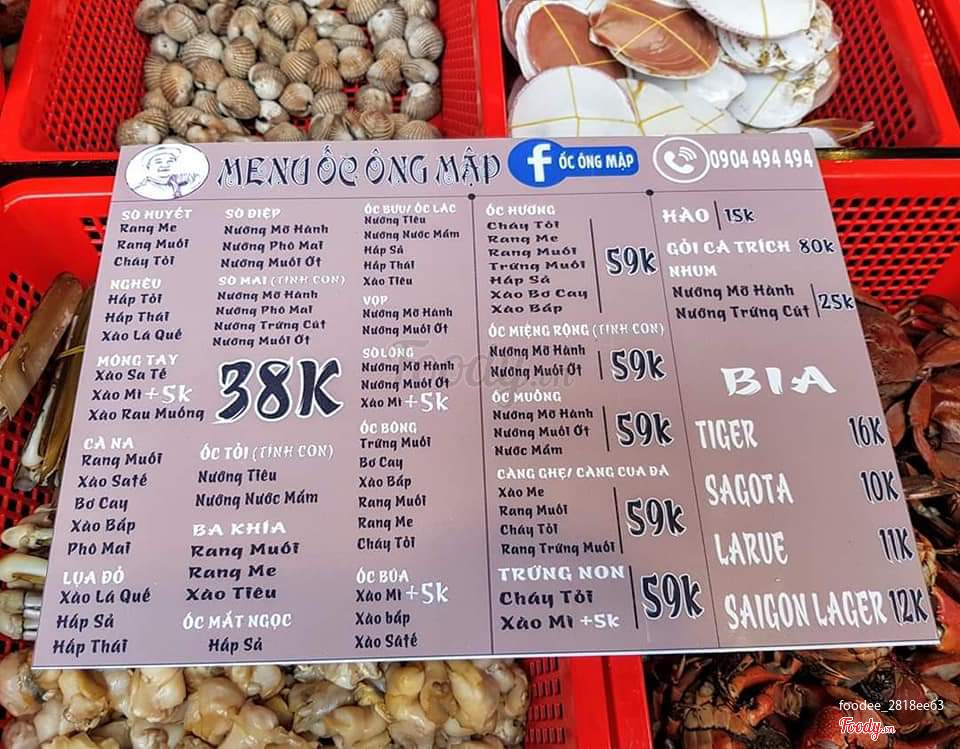 MENU ỐC ÔNG MẬP
f ỐC ÔNG MẬP
0904 494 494
SÒ HUYẾT
Rang Me
Rang Muối
Cháy Tỏi
NGHÊU
Hấp Tỏi
Hấp Thái
Xào Lá Quế
MÓNG TAY
Xào Sa Tế
Xào Mì +5k
Xào Rau Muống
CÀ NA
Rang Muối
Xào Saté
Bơ Cay
Xào Bắp
Phô Mai
LỤA ĐỎ
Xào Lá Quế
Hấp Sả
Hấp Thái
SÒ ĐIỆP
Nướng Mỡ Hành
Nướng Phô Mai
Nướng Muối Ớt
SÒ MAI (TÍNH CON)
Nướng Mỡ Hành
Nướng Phô Mai
Nướng Trứng Cút
Nướng Muối Ớt
38K
ỐC TỎI (TÍNH CON)
Nướng Tiêu
Nướng Nước Mắm
BA KHÍA
Rang Muối
Rang Me
Xào Tiêu
ỐC MẮT NGỌC
Hấp Sả
ỐC BƯU/ ỐC LÁC
Nướng Tiêu
Nướng Nước Mắm
Hấp Sả
Hấp Thái
Xào Tiêu
VỌP
Nướng Mỡ Hành
Nướng Muối Ớt
SÒ LÔNG
Nướng Mỡ Hành
Nướng Muối Ớt
Xào Mì +5k
ỐC BÔNG
Trứng Muối
Bơ Cay
Xào Bắp
Rang Muối
Rang Me
Cháy Tỏi
ỐC BÚA
Xào Mì +5k
Xào bắp
Xào Sâté
ỐC HƯƠNG
Cháy Tỏi
Rang Me
Rang Muối
Trứng Muối
Hấp Sả
Xào Bơ Cay
Xào Bắp
59k
ỐC MIỆNG RỘNG (TÍNH CON)
Nướng Mỡ Hành
Nướng Muối Ớt
59k
ỐC MUỖNG
Nướng Mỡ Hành
Nướng Muối Ớt
Nước Mắm
59k
CÀNG GHẸ/ CÀNG CUA ĐÁ
Xào Me
Rang Muối
Cháy Tỏi
Rang Trứng Muối
59k
TRỨNG NON
Cháy Tỏi
Xào Mì +5k
59k
HÀO 15k
GỎI CÁ TRÍCH 80k
NHUM
Nướng Mỡ Hành
Nướng Trứng Cút
25k
BIA
TIGER 16K
SAGOTA 10K
LARUE 11K
SAIGON LAGER 12K
Foody.vn
foodee_2818ee63
Foody.vn